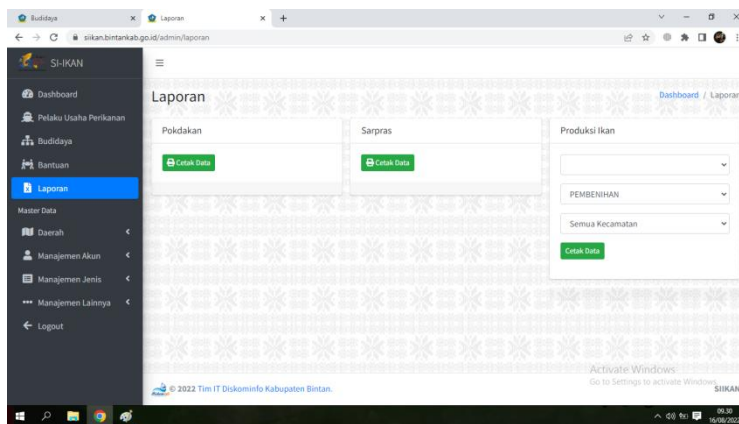 Budidaya
Laporan
siikan.bintankab.go.id/admin/laporan
SI-IKAN
Dashboard
Pelaku Usaha Perikanan
Budidaya
Bantuan
Laporan
Master Data
Daerah
Manajemen Akun
Manajemen Jenis
Manajemen Lainnya
Logout
Laporan
Dashboard / Laporan
Pokdakan
Cetak Data
Sarpras
Cetak Data
Produksi Ikan
PEMBENIHAN
Semua Kecamatan
Cetak Data
Activate Windows
Go to Settings to activate Windows.
© 2022 Tim IT Diskominfo Kabupaten Bintan.
SIIKAN
09.30
16/08/2022